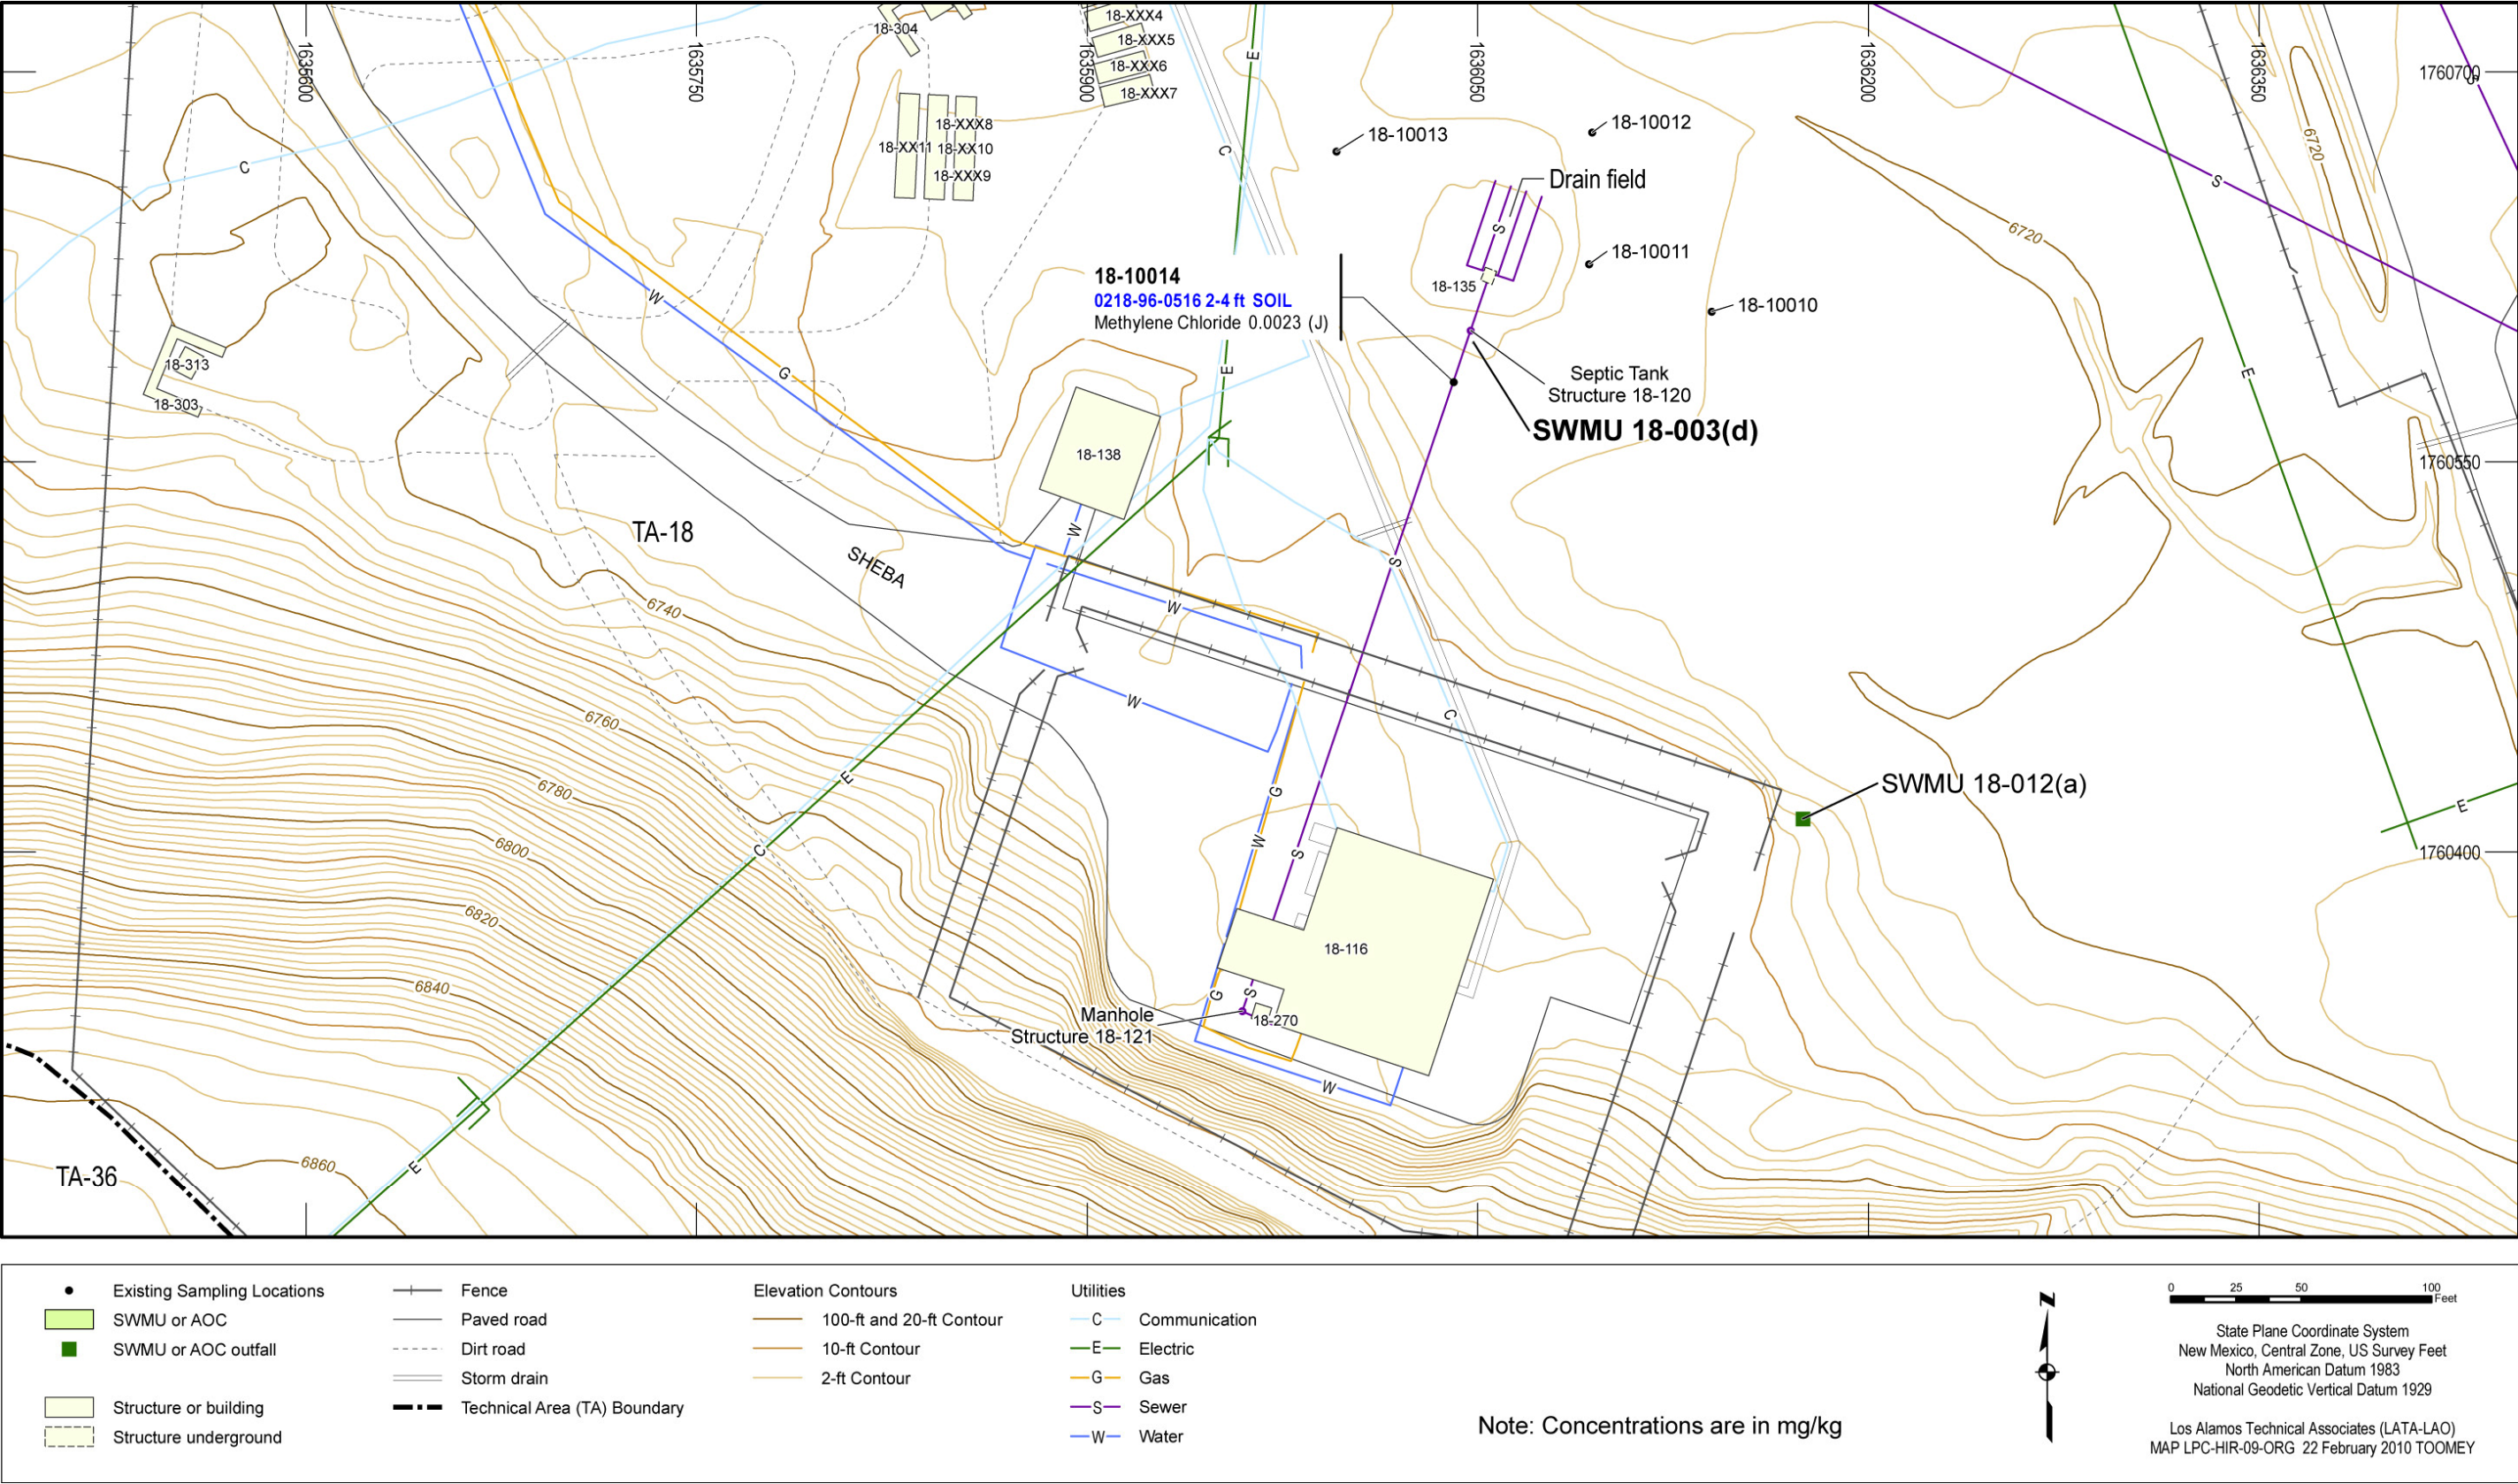 18-304
18-XXX4
18-XXX5
18-XXX6
18-XXX7
1635600
1635750
1635900
1636050
1636200
1636350
1760700
S
E
C
C
18-XXX8
18-XX11
18-XX10
18-XXX9
18-10013
18-10012
6720
6720
S
Drain field
S
18-10011
18-135
18-10010
18-10014
0218-96-0516 2-4 ft SOIL
Methylene Chloride 0.0023 (J)
W
G
E
E
18-313
18-303
Septic Tank
Structure 18-120
SWMU 18-003(d)
18-138
1760550
TA-18
SHEBA
W
S
6740
W
W
C
6760
6780
E
G
SWMU 18-012(a)
E
6800
C
W
S
1760400
6820
18-116
6840
G
S
Manhole
Structure 18-121
18-270
W
TA-36
6860
E
Existing Sampling Locations
SWMU or AOC
SWMU or AOC outfall
Structure or building
Structure underground
Fence
Paved road
Dirt road
Storm drain
Technical Area (TA) Boundary
Elevation Contours
100-ft and 20-ft Contour
10-ft Contour
2-ft Contour
Utilities
C Communication
E Electric
G Gas
S Sewer
W Water
Note: Concentrations are in mg/kg
N
0 25 50 100
Feet
State Plane Coordinate System
New Mexico, Central Zone, US Survey Feet
North American Datum 1983
National Geodetic Vertical Datum 1929
Los Alamos Technical Associates (LATA-LAO)
MAP LPC-HIR-09-ORG 22 February 2010 TOOMEY